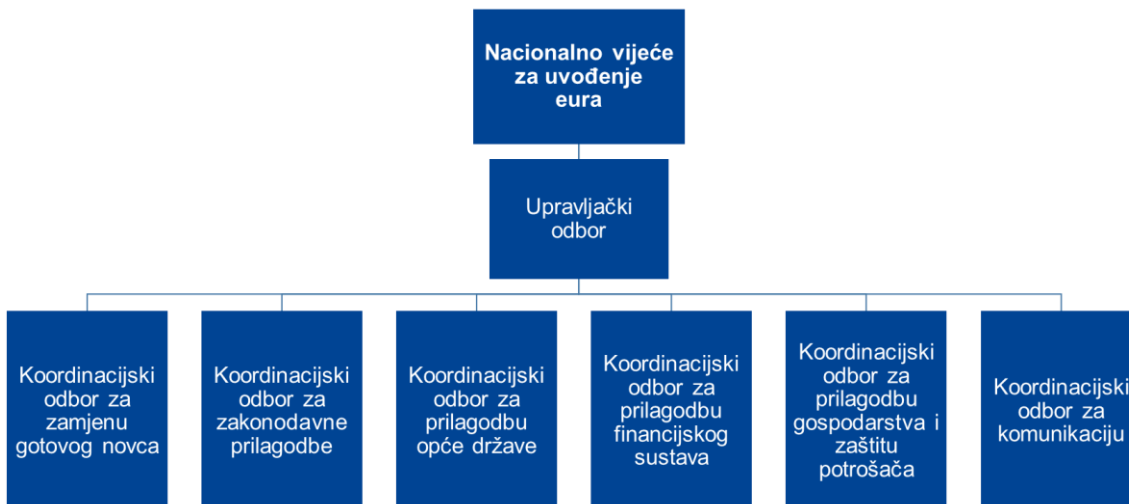 Nacionalno vijeće
za uvođenje
eura
Upravljački
odbor
Koordinacijski
odbor za
zamjenu
gotovog novca
Koordinacijski
odbor za
zakonodavne
prilagodbe
Koordinacijski
odbor za
prilagodbu
opće države
Koordinacijski
odbor za
prilagodbu
financijskog
sustava
Koordinacijski
odbor za
prilagodbu
gospodarstva i
zaštitu
potrošača
Koordinacijski
odbor za
komunikaciju